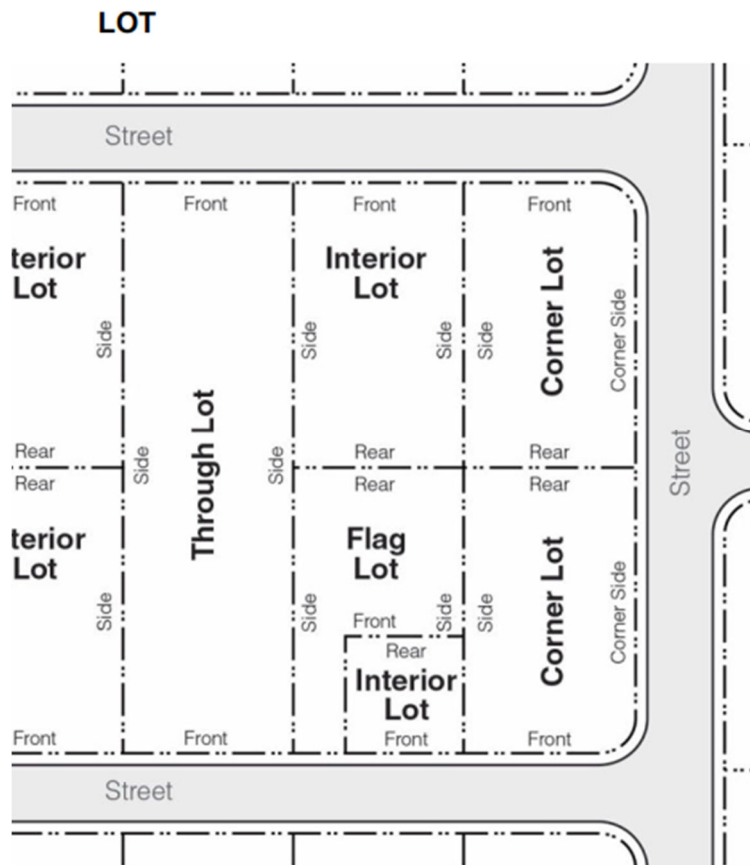 LOT
Street
Front
Front
Front
Front
terior
Lot
Interior
Lot
Corner Lot
Corner Side
Side
Side
Side
Side
Through Lot
Rear
Rear
Rear
Side
Side
Street
Rear
Rear
Rear
terior
Lot
Flag
Lot
Corner Lot
Corner Side
Side
Side
Side
Side
Front
Rear
Interior
Lot
Front
Front
Front
Front
Street